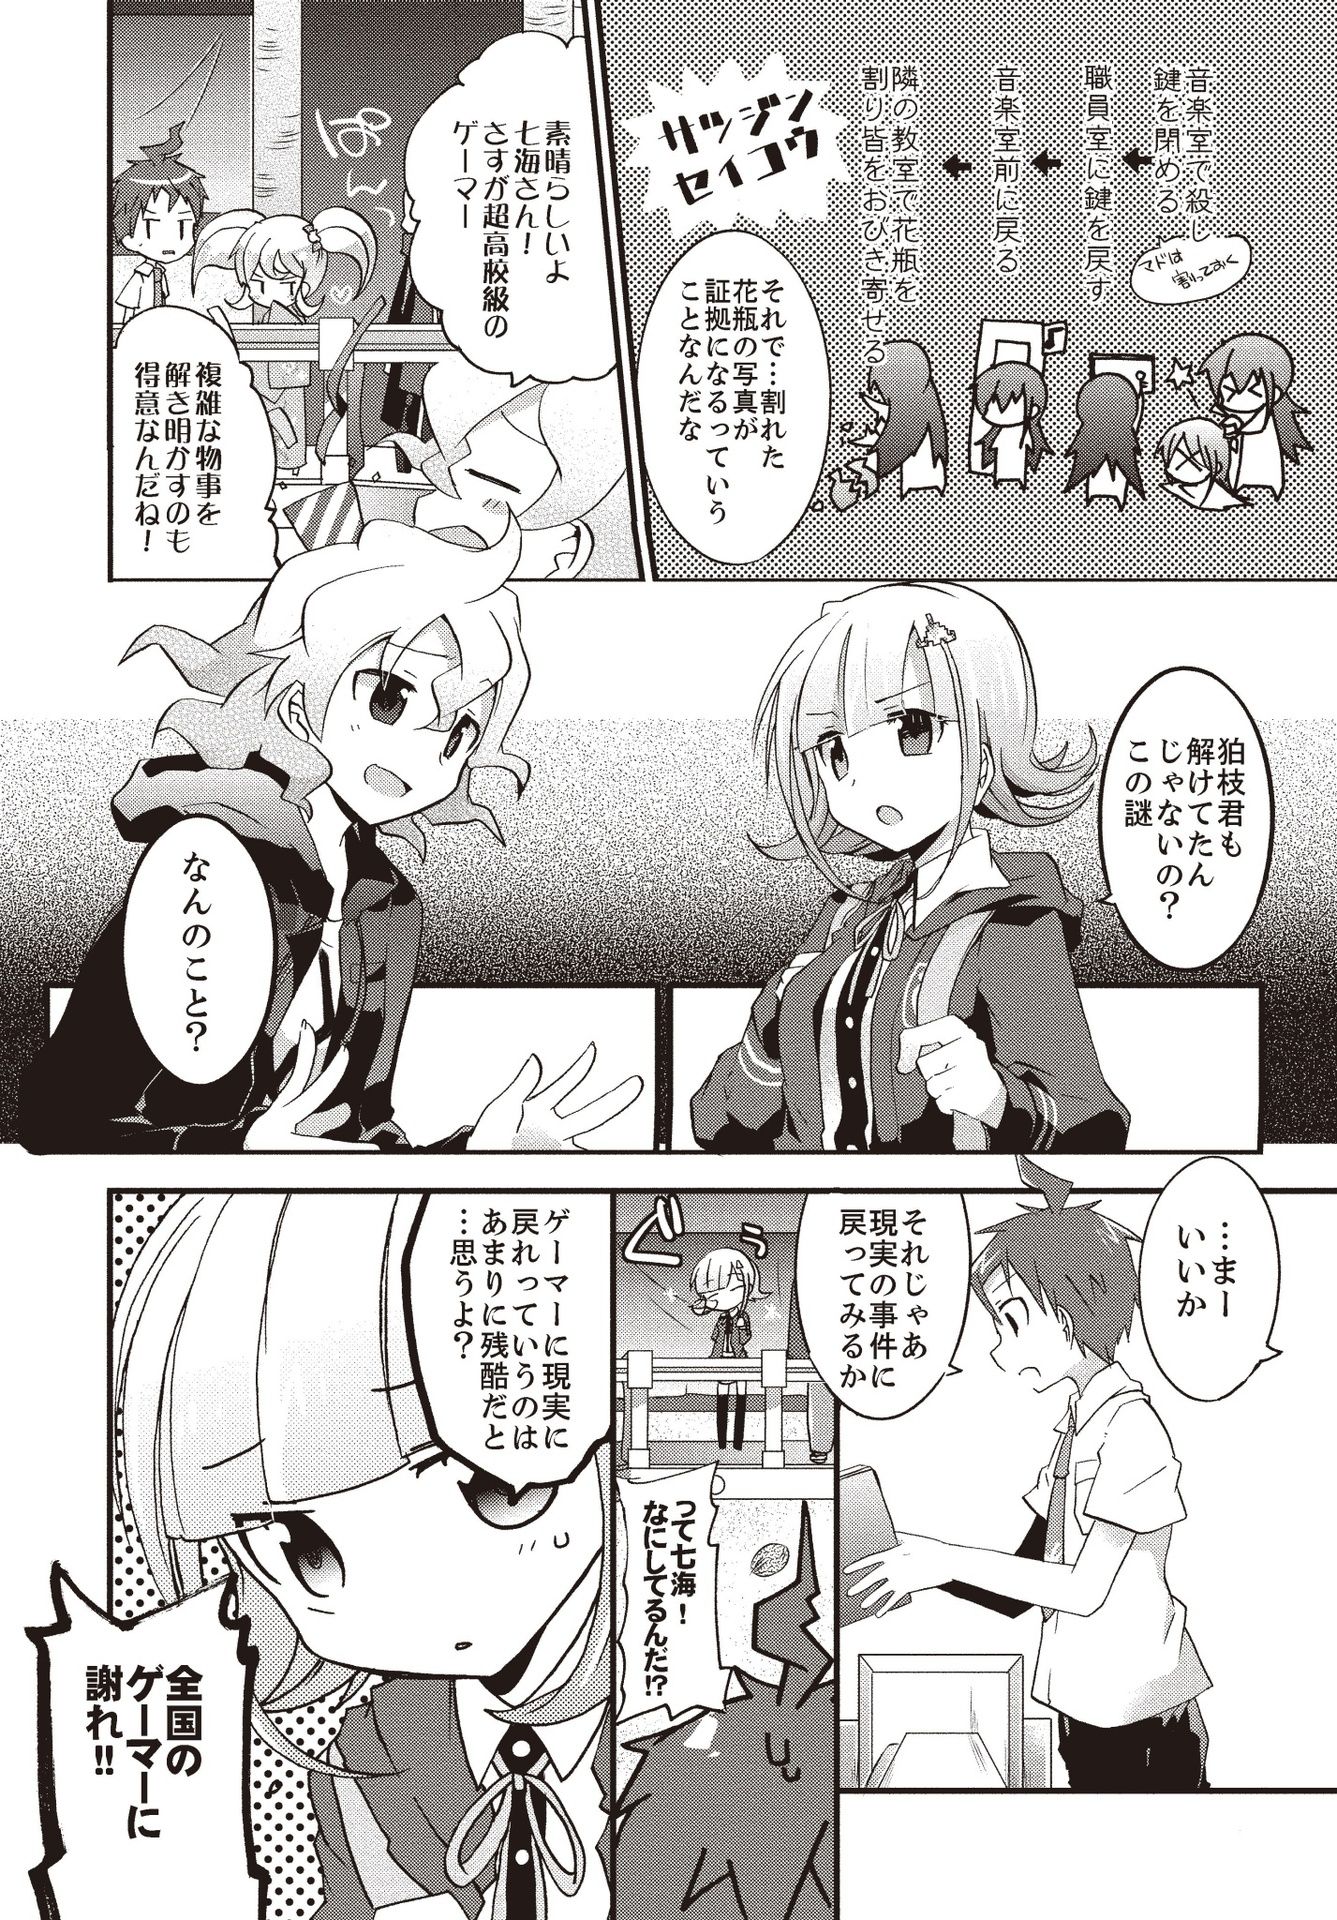 音楽室で殺し
鍵を閉める
マドは
割っておく
職員室に鍵を戻す
音楽室前に戻る
隣の教室で花瓶を
割り皆をおびき寄せる
サツジン
セイコウ
それで…割れた
花瓶の写真が
証拠になるっていう
ことなんだな
素晴らしいよ
七海さん！
さすが超高校級の
ゲーマー
ぱんっ
複雑な物事を
解き明かすのも
得意なんだね！
狛枝君も
解けてたん
じゃないの？
この謎
なんのこと？
…まー
いいか
それじゃあ
現実の事件に
戻ってみるか
ぐぅ
って七海！
なにしてるんだ!?
ゲーマーに現実に
戻れっていうのは
あまりに残酷だと
…思うよ？
全国の
ゲーマーに
謝れ!!